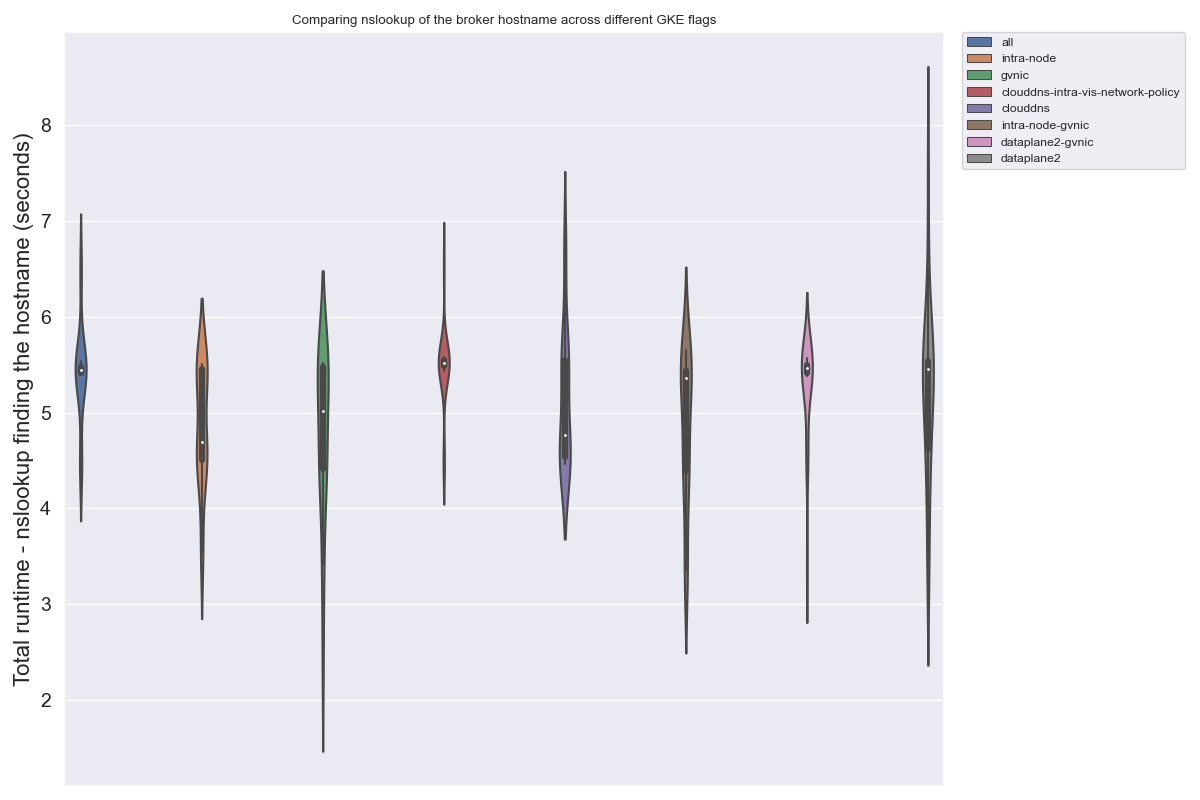 Comparing nslookup of the broker hostname across different GKE flags
Total runtime - nslookup finding the hostname (seconds)
8
7
6
5
4
3
2
all
intra-node
gvnic
clouddns-intra-vis-network-policy
clouddns
intra-node-gvnic
dataplane2-gvnic
dataplane2